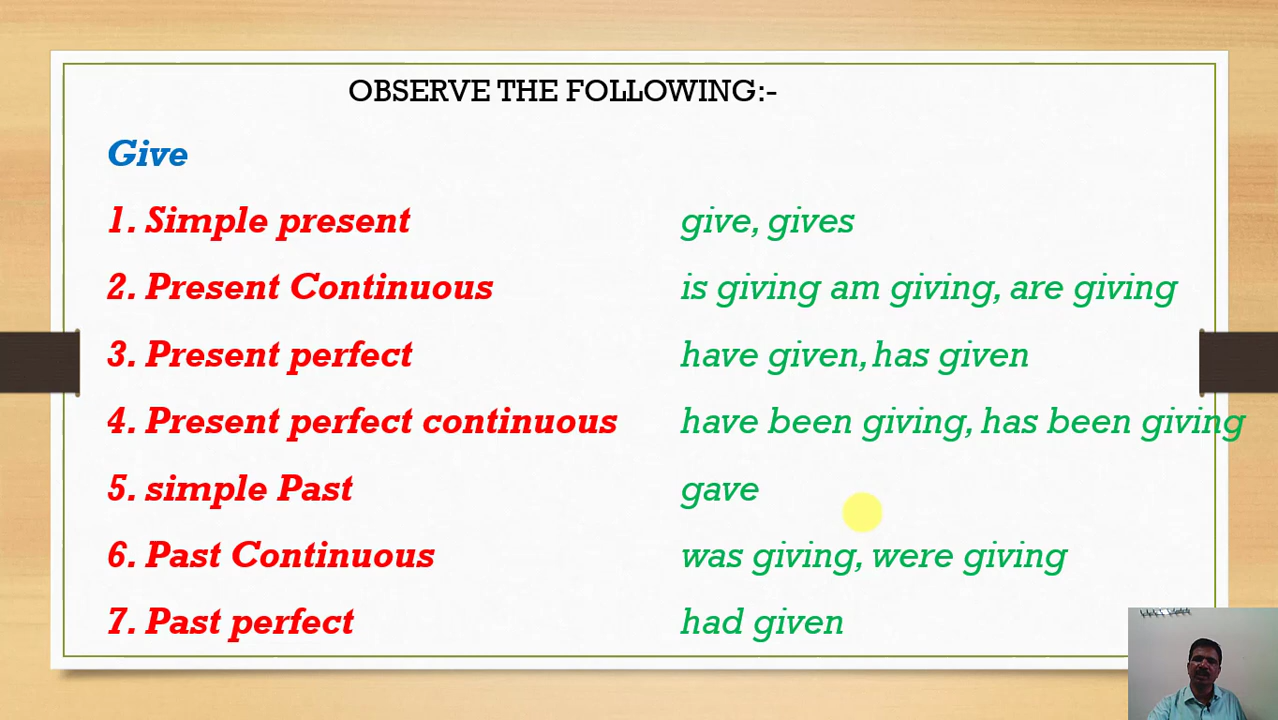 OBSERVE THE FOLLOWING:-
Give
1. Simple present give, gives
2. Present Continuous is giving am giving, are giving
3. Present perfect have given, has given
4. Present perfect continuous have been giving, has been giving
5. simple Past gave
6. Past Continuous was giving, were giving
7. Past perfect had given